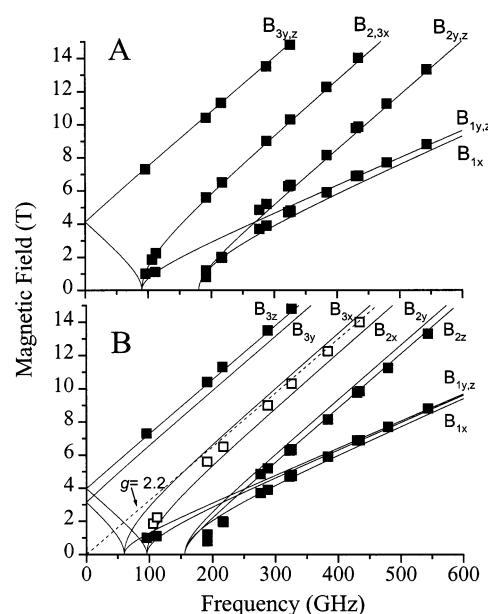 A
B3y,z
B2,3x
B2y,z
B1y,z
B1x
14
12
10
8
6
4
2
0
Magnetic Field (T)
B
B3z
B3y
B3x
B2x
B2y
B2z
B1y,z
B1x
g= 2.2
14
12
10
8
6
4
2
0
0 100 200 300 400 500 600
Frequency (GHz)